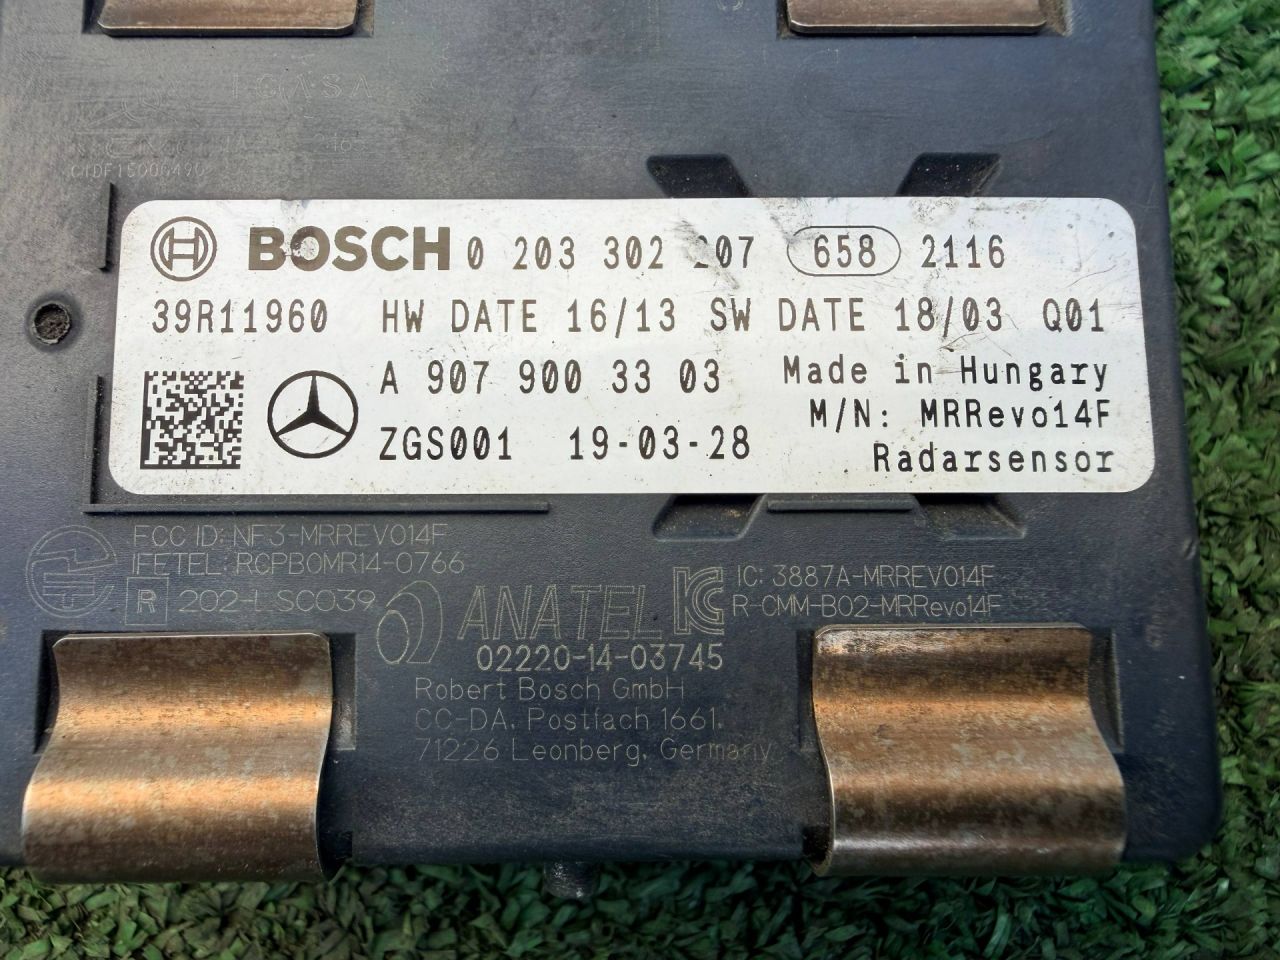 IGASA
BOSCH 0 203 302 207 658 2116
39R11960 HW DATE 16/13 SW DATE 18/03 Q01
A 907 900 33 03 Made in Hungary
M/N: MRRevo14F
ZGS001 19-03-28 Radarsensor
FCC ID: NF3-MRREVO14F
IFETEL: RCPBOMR14-0766
R 202-LSC039
ANATEL
02220-14-03745
IC: 3887A-MRREVO14F
R-CMM-B02-MRRevo14F
Robert Bosch GmbH
CC-DA, Postfach 1661,
71226 Leonberg, Germany